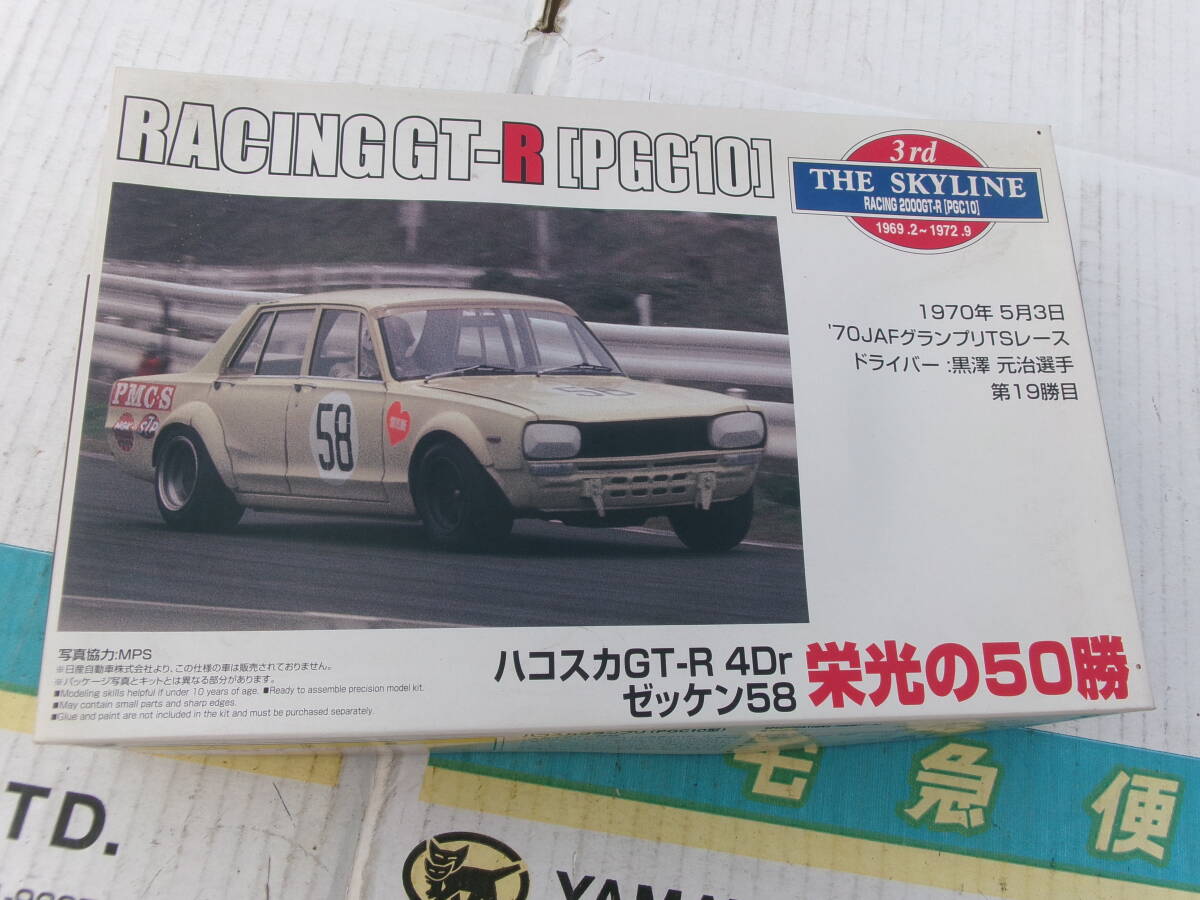 RACING GT-R [PGC10]
3rd
THE SKYLINE
RACING 2000GT-R [PGC10]
1969 .2~1972 .9
1970年 5月3日
'70JAFグランプリTSレース
ドライバー :黒澤 元治選手
第19勝目
PMC·S
NGK
STP
58
58
写真協力:MPS
※日産自動車株式会社より、この仕様の車は販売されておりません。
※パッケージ写真とキットとは異なる部分があります。
■Modeling skills helpful if under 10 years of age. ■Ready to assemble precision model kit.
■May contain small parts and sharp edges.
■Glue and paint are not included in the kit and must be purchased separately.
ハコスカGT-R 4Dr
ゼッケン58
栄光の50勝
宅急便
TD.
YAMA